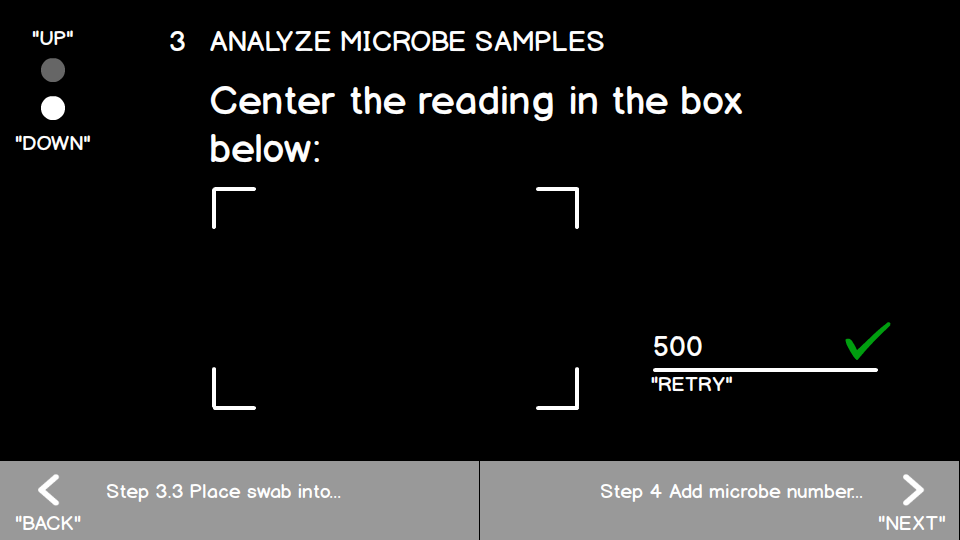 "UP"
"DOWN"
3 ANALYZE MICROBE SAMPLES
Center the reading in the box
below:
500
"RETRY"
Step 3.3 Place swab into...
"BACK"
Step 4 Add microbe number...
"NEXT"